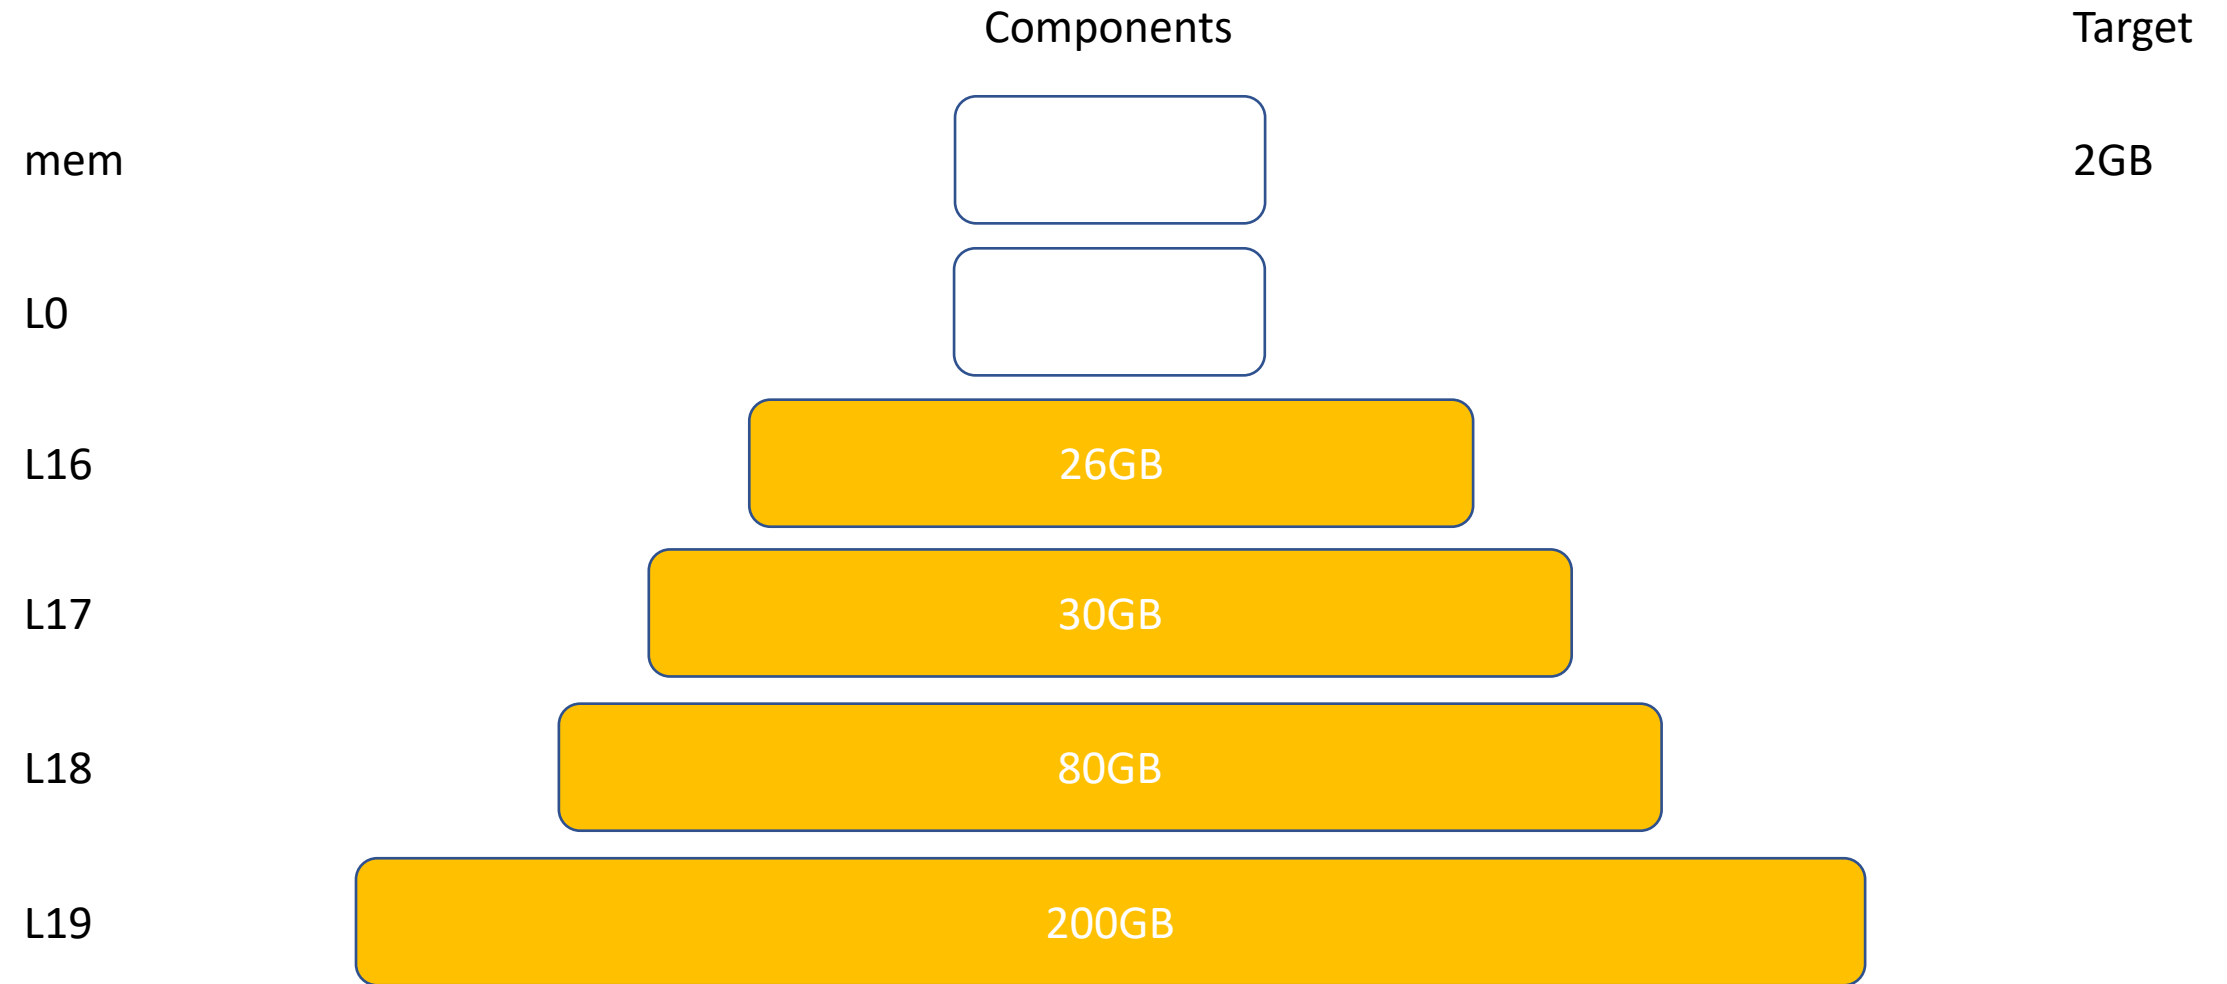 Components Target
mem 2GB
L0
L16 26GB
L17 30GB
L18 80GB
L19 200GB